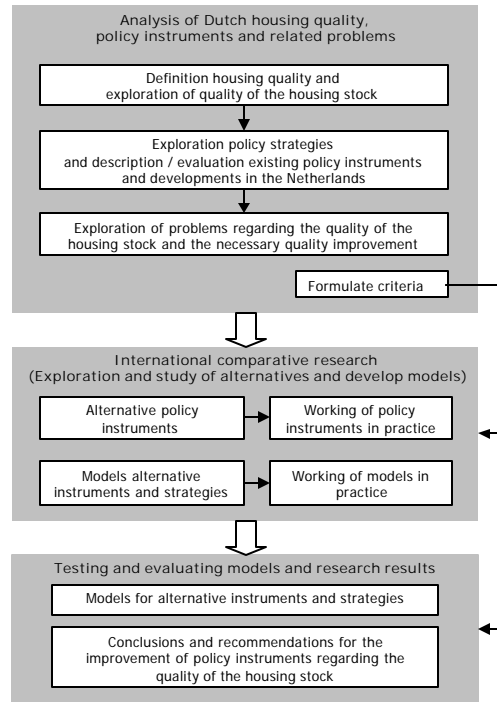 Analysis of Dutch housing quality,
policy instruments and related problems
Definition housing quality and
exploration of quality of the housing stock
Exploration policy strategies
and description / evaluation existing policy instruments
and developments in the Netherlands
Exploration of problems regarding the quality of the
housing stock and the necessary quality improvement
Formulate criteria
International comparative research
(Exploration and study of alternatives and develop models)
Alternative policy
instruments
Working of policy
instruments in practice
Models alternative
instruments and strategies
Working of models in
practice
Testing and evaluating models and research results
Models for alternative instruments and strategies
Conclusions and recommendations for the
improvement of policy instruments regarding the
quality of the housing stock